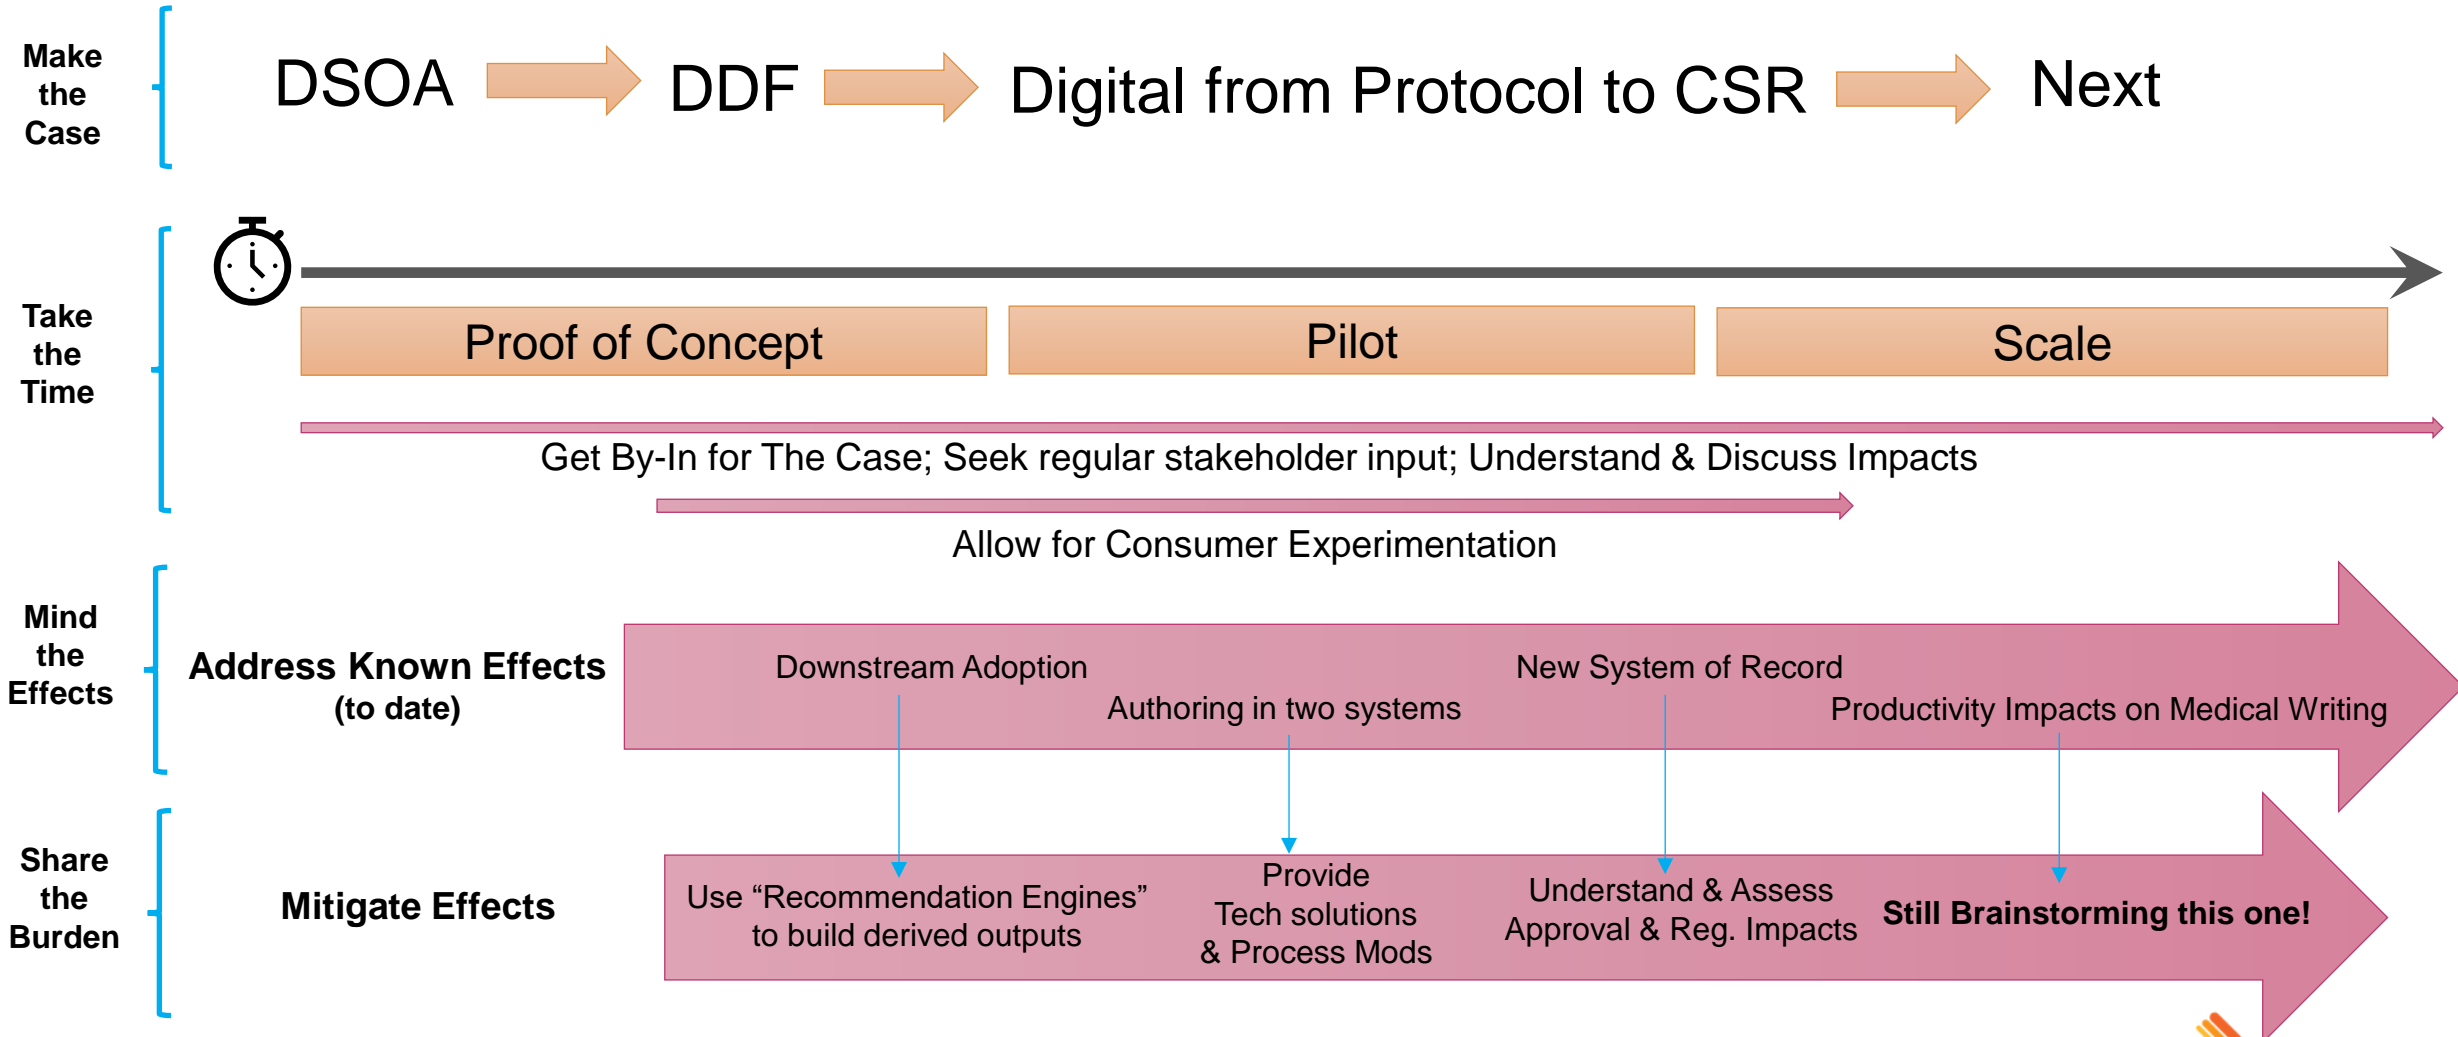 Make
the
Case
DSOA
DDF
Digital from Protocol to CSR
Next
Take
the
Time
Proof of Concept
Pilot
Scale
Get By-In for The Case; Seek regular stakeholder input; Understand & Discuss Impacts
Allow for Consumer Experimentation
Mind
the
Effects
Address Known Effects
(to date)
Downstream Adoption
Authoring in two systems
New System of Record
Productivity Impacts on Medical Writing
Share
the
Burden
Mitigate Effects
Use “Recommendation Engines”
to build derived outputs
Provide
Tech solutions
& Process Mods
Understand & Assess
Approval & Reg. Impacts
Still Brainstorming this one!